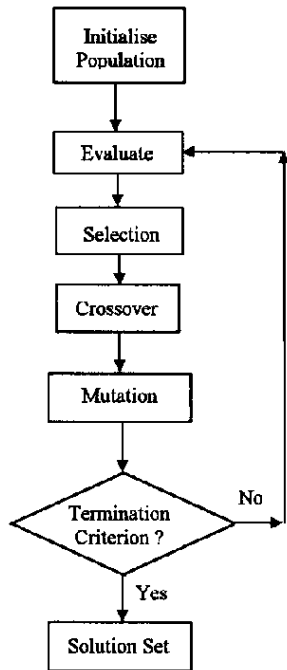 Initialise
Population
Evaluate
Selection
Crossover
Mutation
Termination
Criterion ?
No
Yes
Solution Set